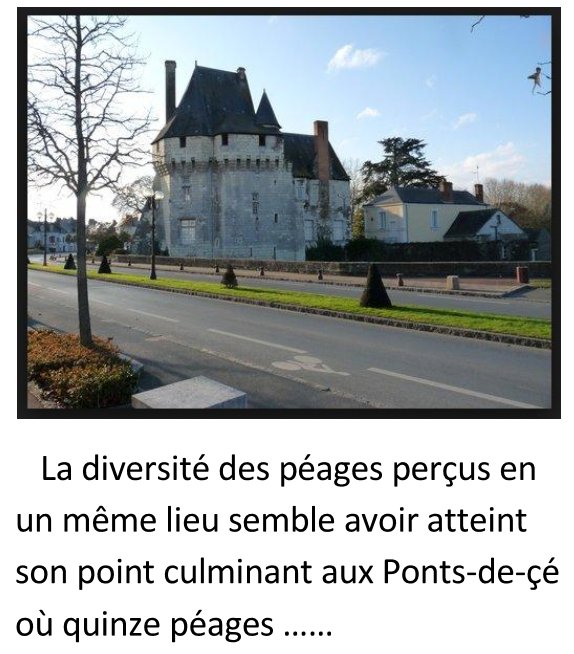 La diversité des péages perçus en
un même lieu semble avoir atteint
son point culminant aux Ponts-de-çé
où quinze péages ......